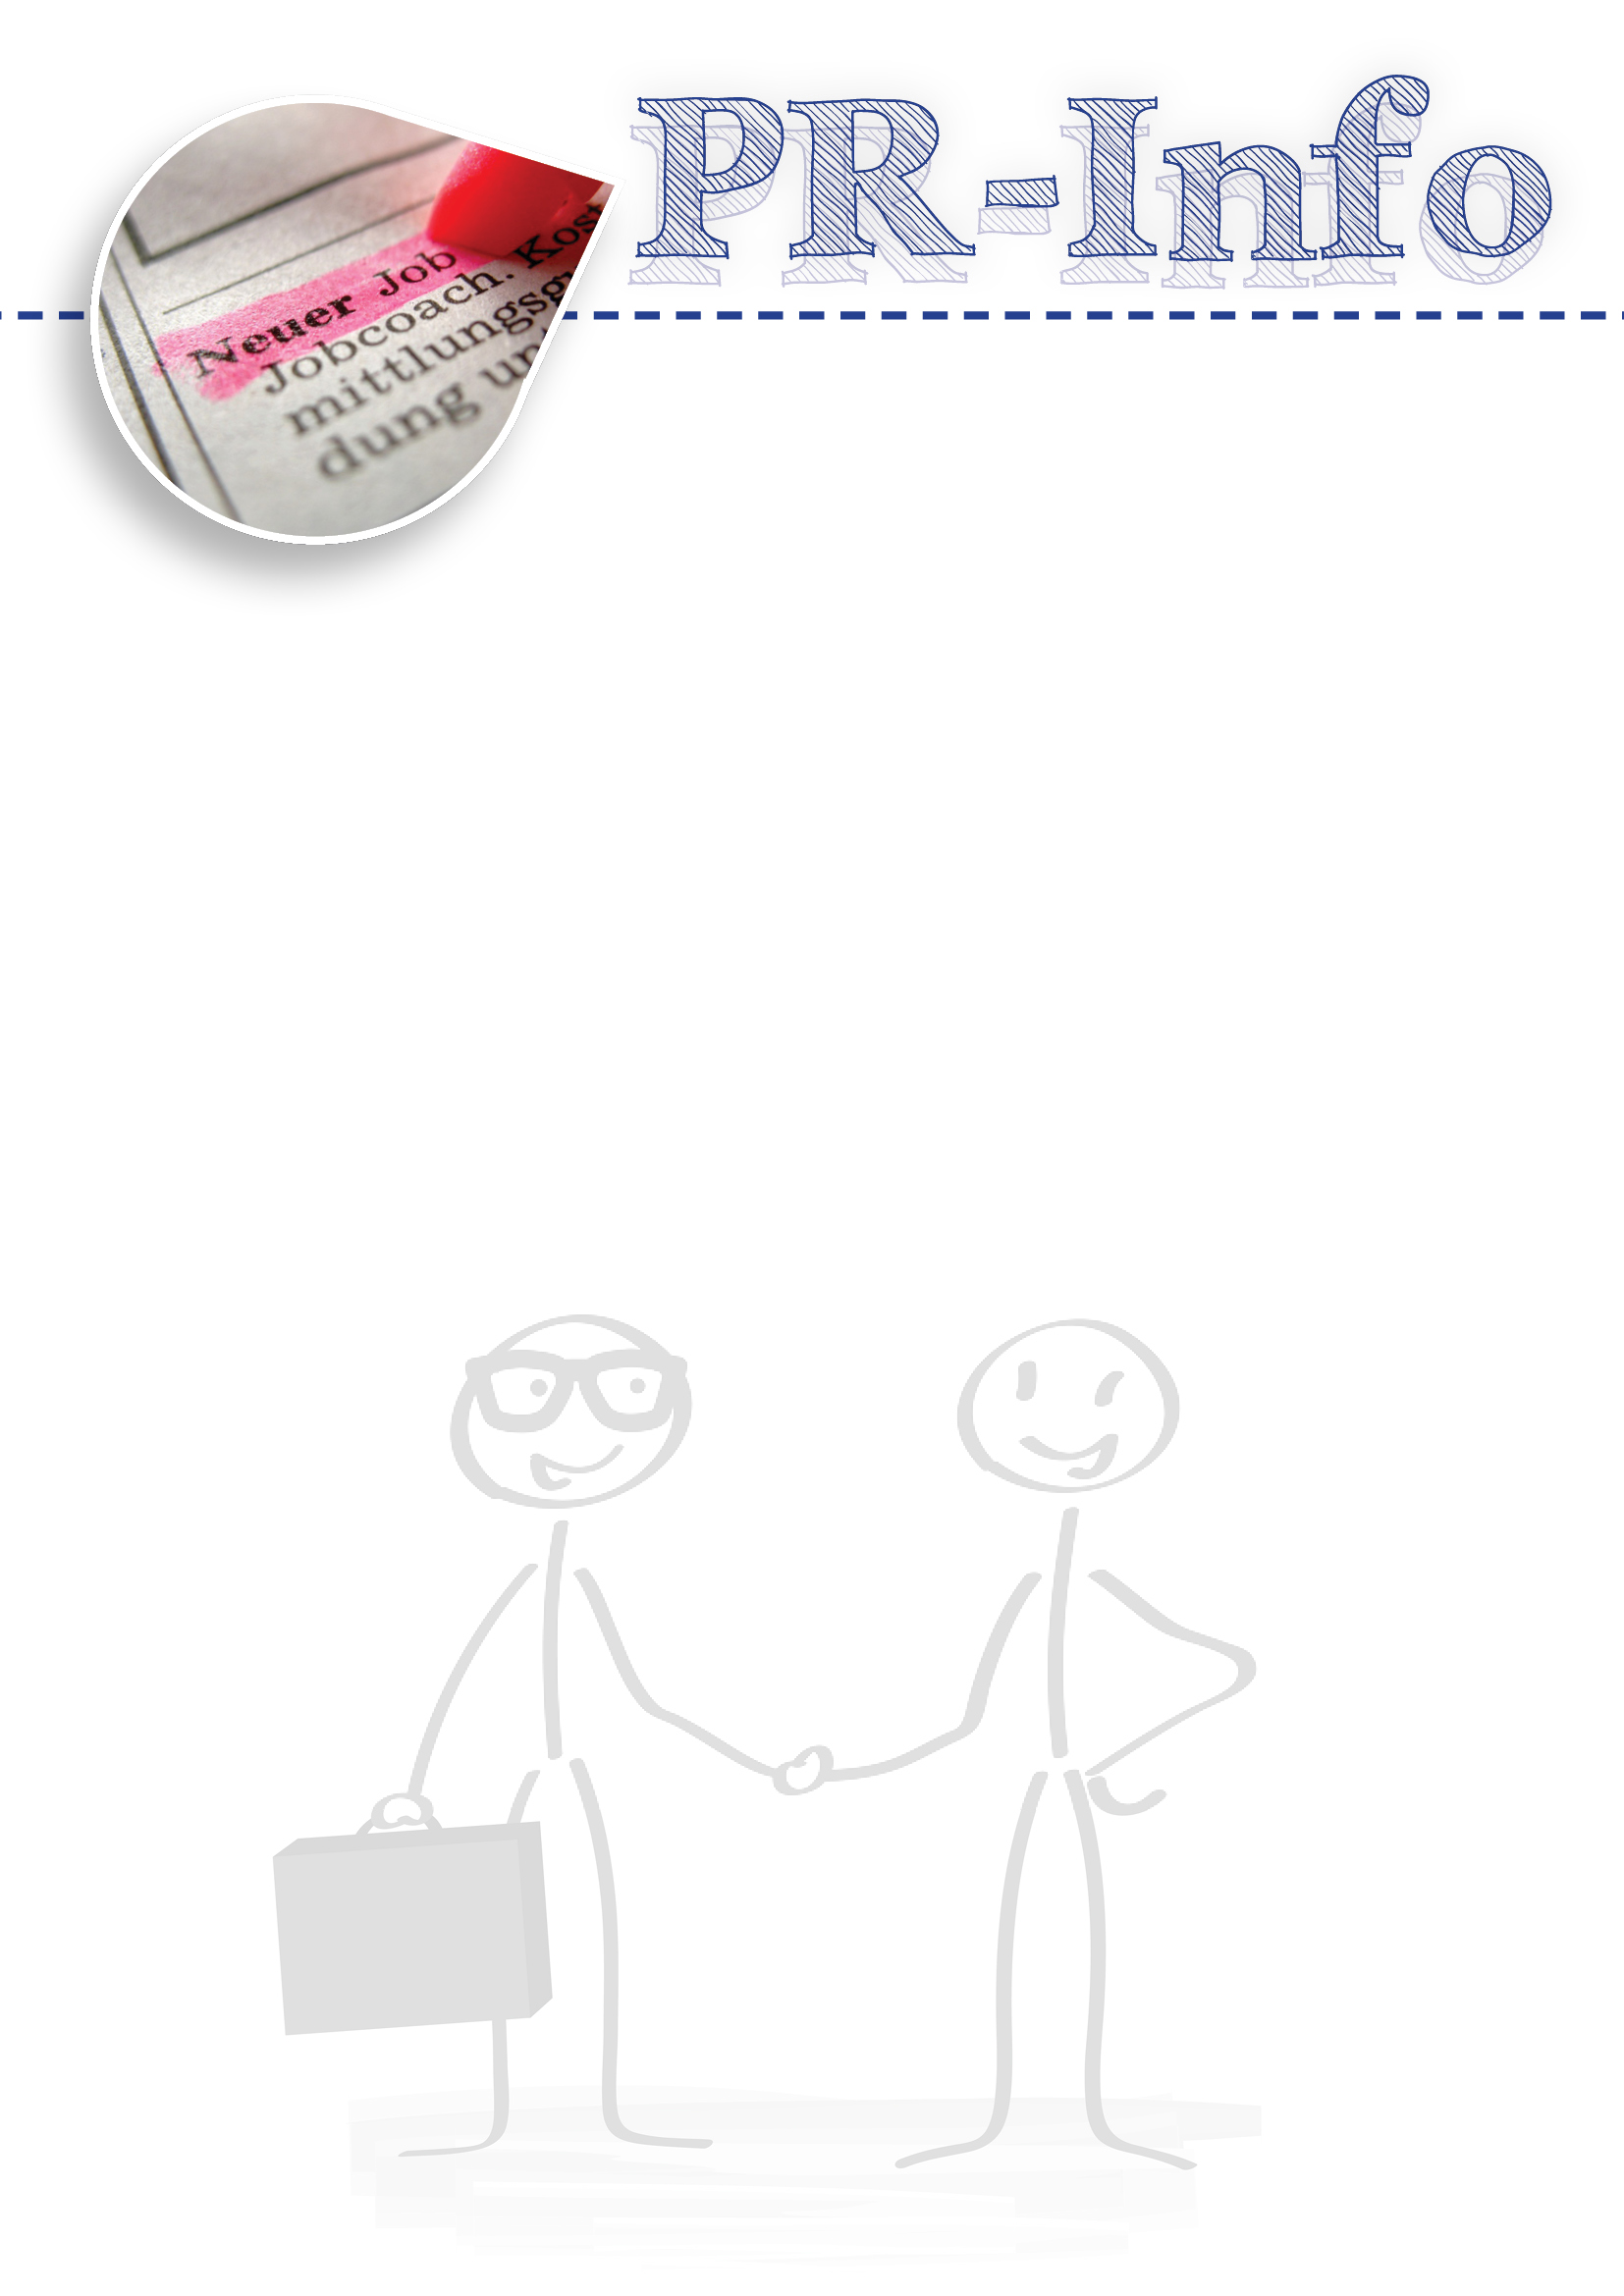 PR-Info
Neuer Job
Jobcoach.
mittlungsg
dung